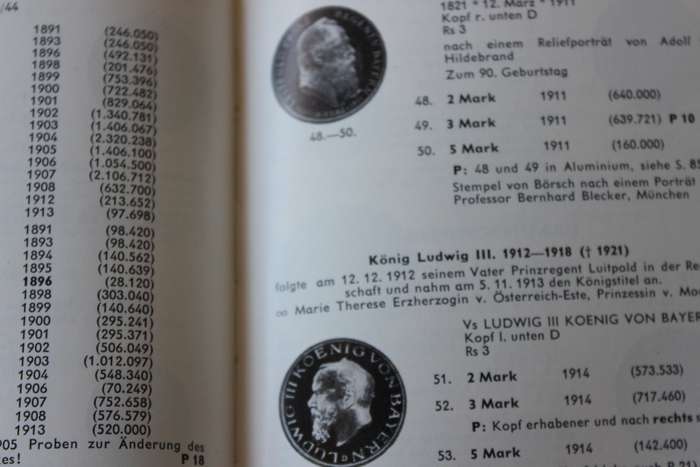 /44
1891 (246.050)
1893 (246.050)
1896 (492.131)
1898 (201.476)
1899 (753.396)
1900 (722.482)
1901 (829.064)
1902 (1.340.781)
1903 (1.406.067)
1904 (2.320.238)
1905 (1.406.100)
1906 (1.054.500)
1907 (2.106.712)
1908 (632.700)
1912 (213.652)
1913 (97.698)
1891 (98.420)
1893 (98.420)
1894 (140.562)
1895 (140.639)
1896 (28.120)
1898 (303.040)
1899 (140.640)
1900 (295.241)
1901 (295.371)
1902 (506.049)
1903 (1.012.097)
1904 (548.340)
1906 (70.249)
1907 (752.658)
1908 (576.579)
1913 (520.000)
905 Proben zur Änderung des
es! P 18
1821 * 12. März * 1911
Kopf r. unten D
Rs 3
nach einem Reliefporträt von Adolf
Hildebrand
Zum 90. Geburtstag
48.—50.
48. 2 Mark 1911 (640.000)
49. 3 Mark 1911 (639.721) P 10
50. 5 Mark 1911 (160.000)
P: 48 und 49 in Aluminium, siehe S. 85
Stempel von Börsch nach einem Porträt
Professor Bernhard Blecker, München
König Ludwig III. 1912—1918 († 1921)
folgte am 12. 12. 1912 seinem Vater Prinzregent Luitpold in der Re
schaft und nahm am 5. 11. 1913 den Königstitel an.
∞ Marie Therese Erzherzogin v. Österreich-Este, Prinzessin v. Mo
Vs LUDWIG III KOENIG VON BAYER
Kopf l. unten D
Rs 3
LUDWIG III KOENIG VON BAYERN
51. 2 Mark 1914 (573.533)
52. 3 Mark 1914 (717.460)
P: Kopf erhabener und nach rechts
53. 5 Mark 1914 (142.400)
P 21)